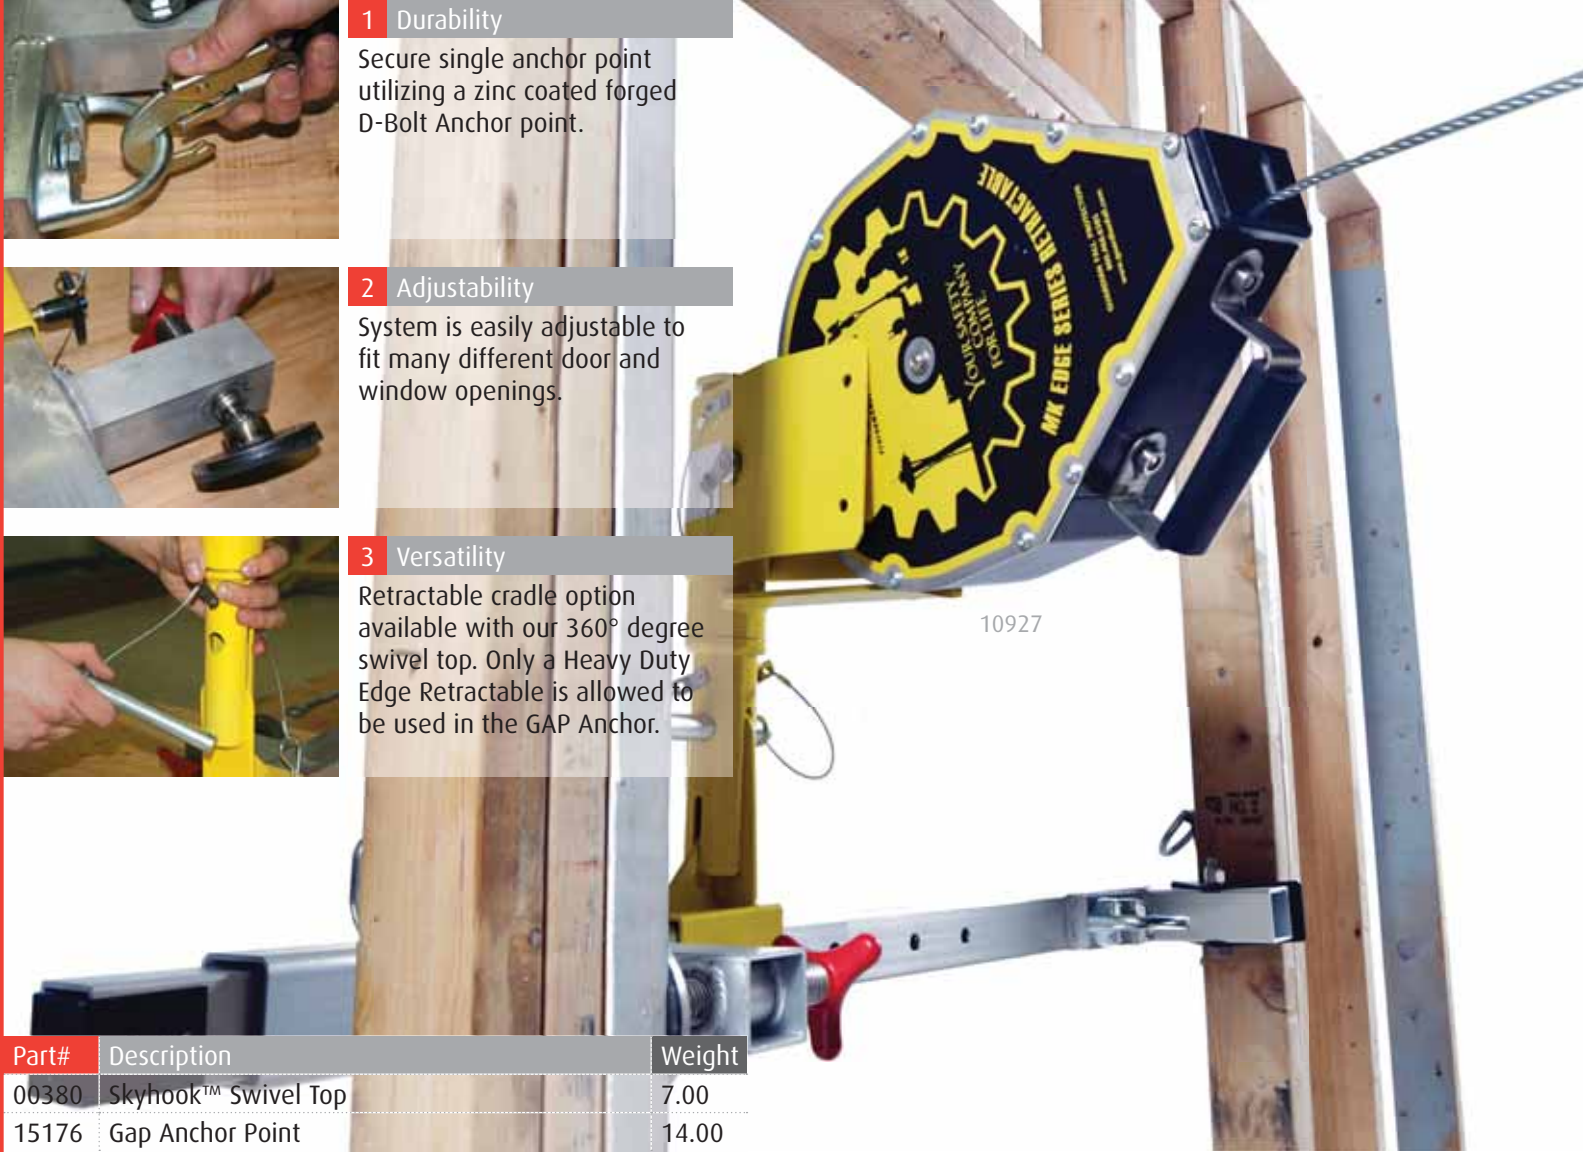 1 Durability
Secure single anchor point
utilizing a zinc coated forged
D-Bolt Anchor point.
2 Adjustability
System is easily adjustable to
fit many different door and
window openings.
3 Versatility
Retractable cradle option
available with our 360° degree
swivel top. Only a Heavy Duty
Edge Retractable is allowed to
be used in the GAP Anchor.
MK EDGE SERIES RETRACTABLE
YOUR SAFETY
COMPANY
FOR LIFE.
10927
Part# Description Weight
00380 Skyhook™ Swivel Top 7.00
15176 Gap Anchor Point 14.00